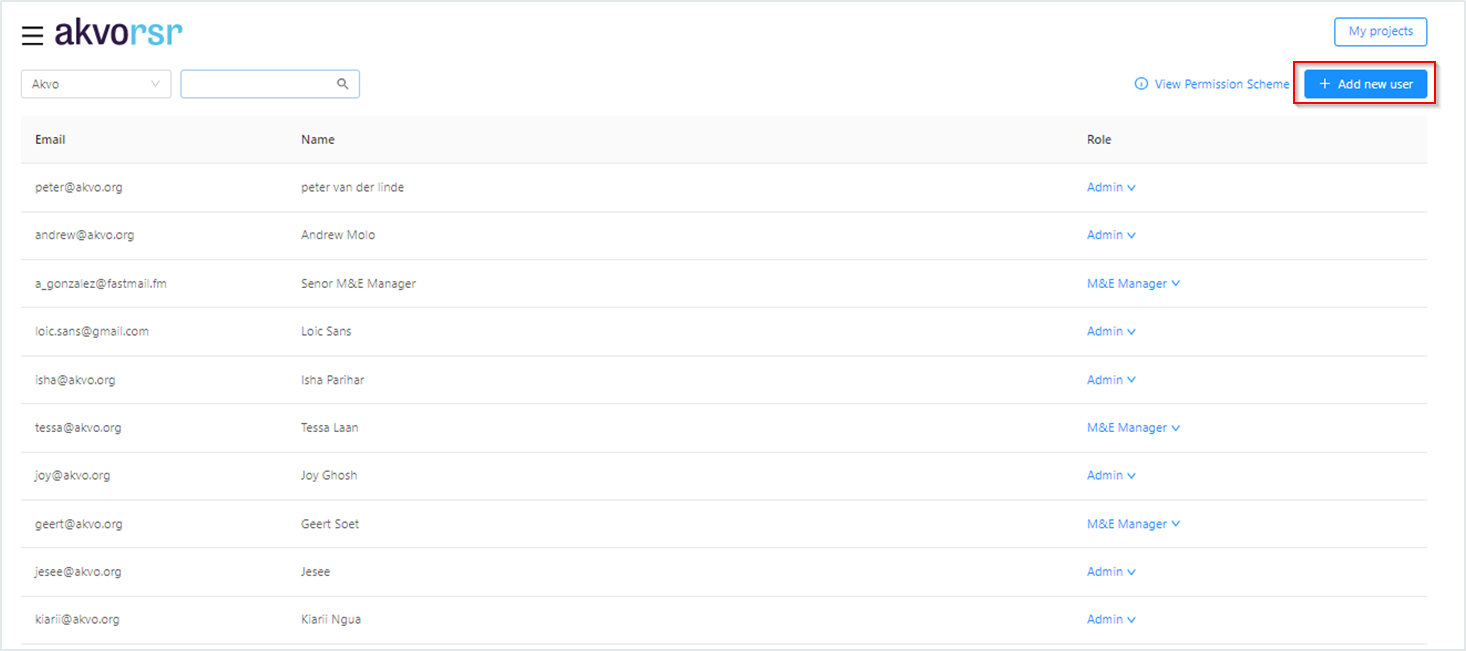 akvorsr
My projects
Akvo
View Permission Scheme
+ Add new user
Email Name Role
peter@akvo.org peter van der linde Admin
andrew@akvo.org Andrew Molo Admin
a_gonzalez@fastmail.fm Senor M&E Manager M&E Manager
loic.sans@gmail.com Loic Sans Admin
isha@akvo.org Isha Parihar Admin
tessa@akvo.org Tessa Laan M&E Manager
joy@akvo.org Joy Ghosh Admin
geert@akvo.org Geert Soet M&E Manager
jesee@akvo.org Jesee Admin
kiarii@akvo.org Kiarii Ngua Admin